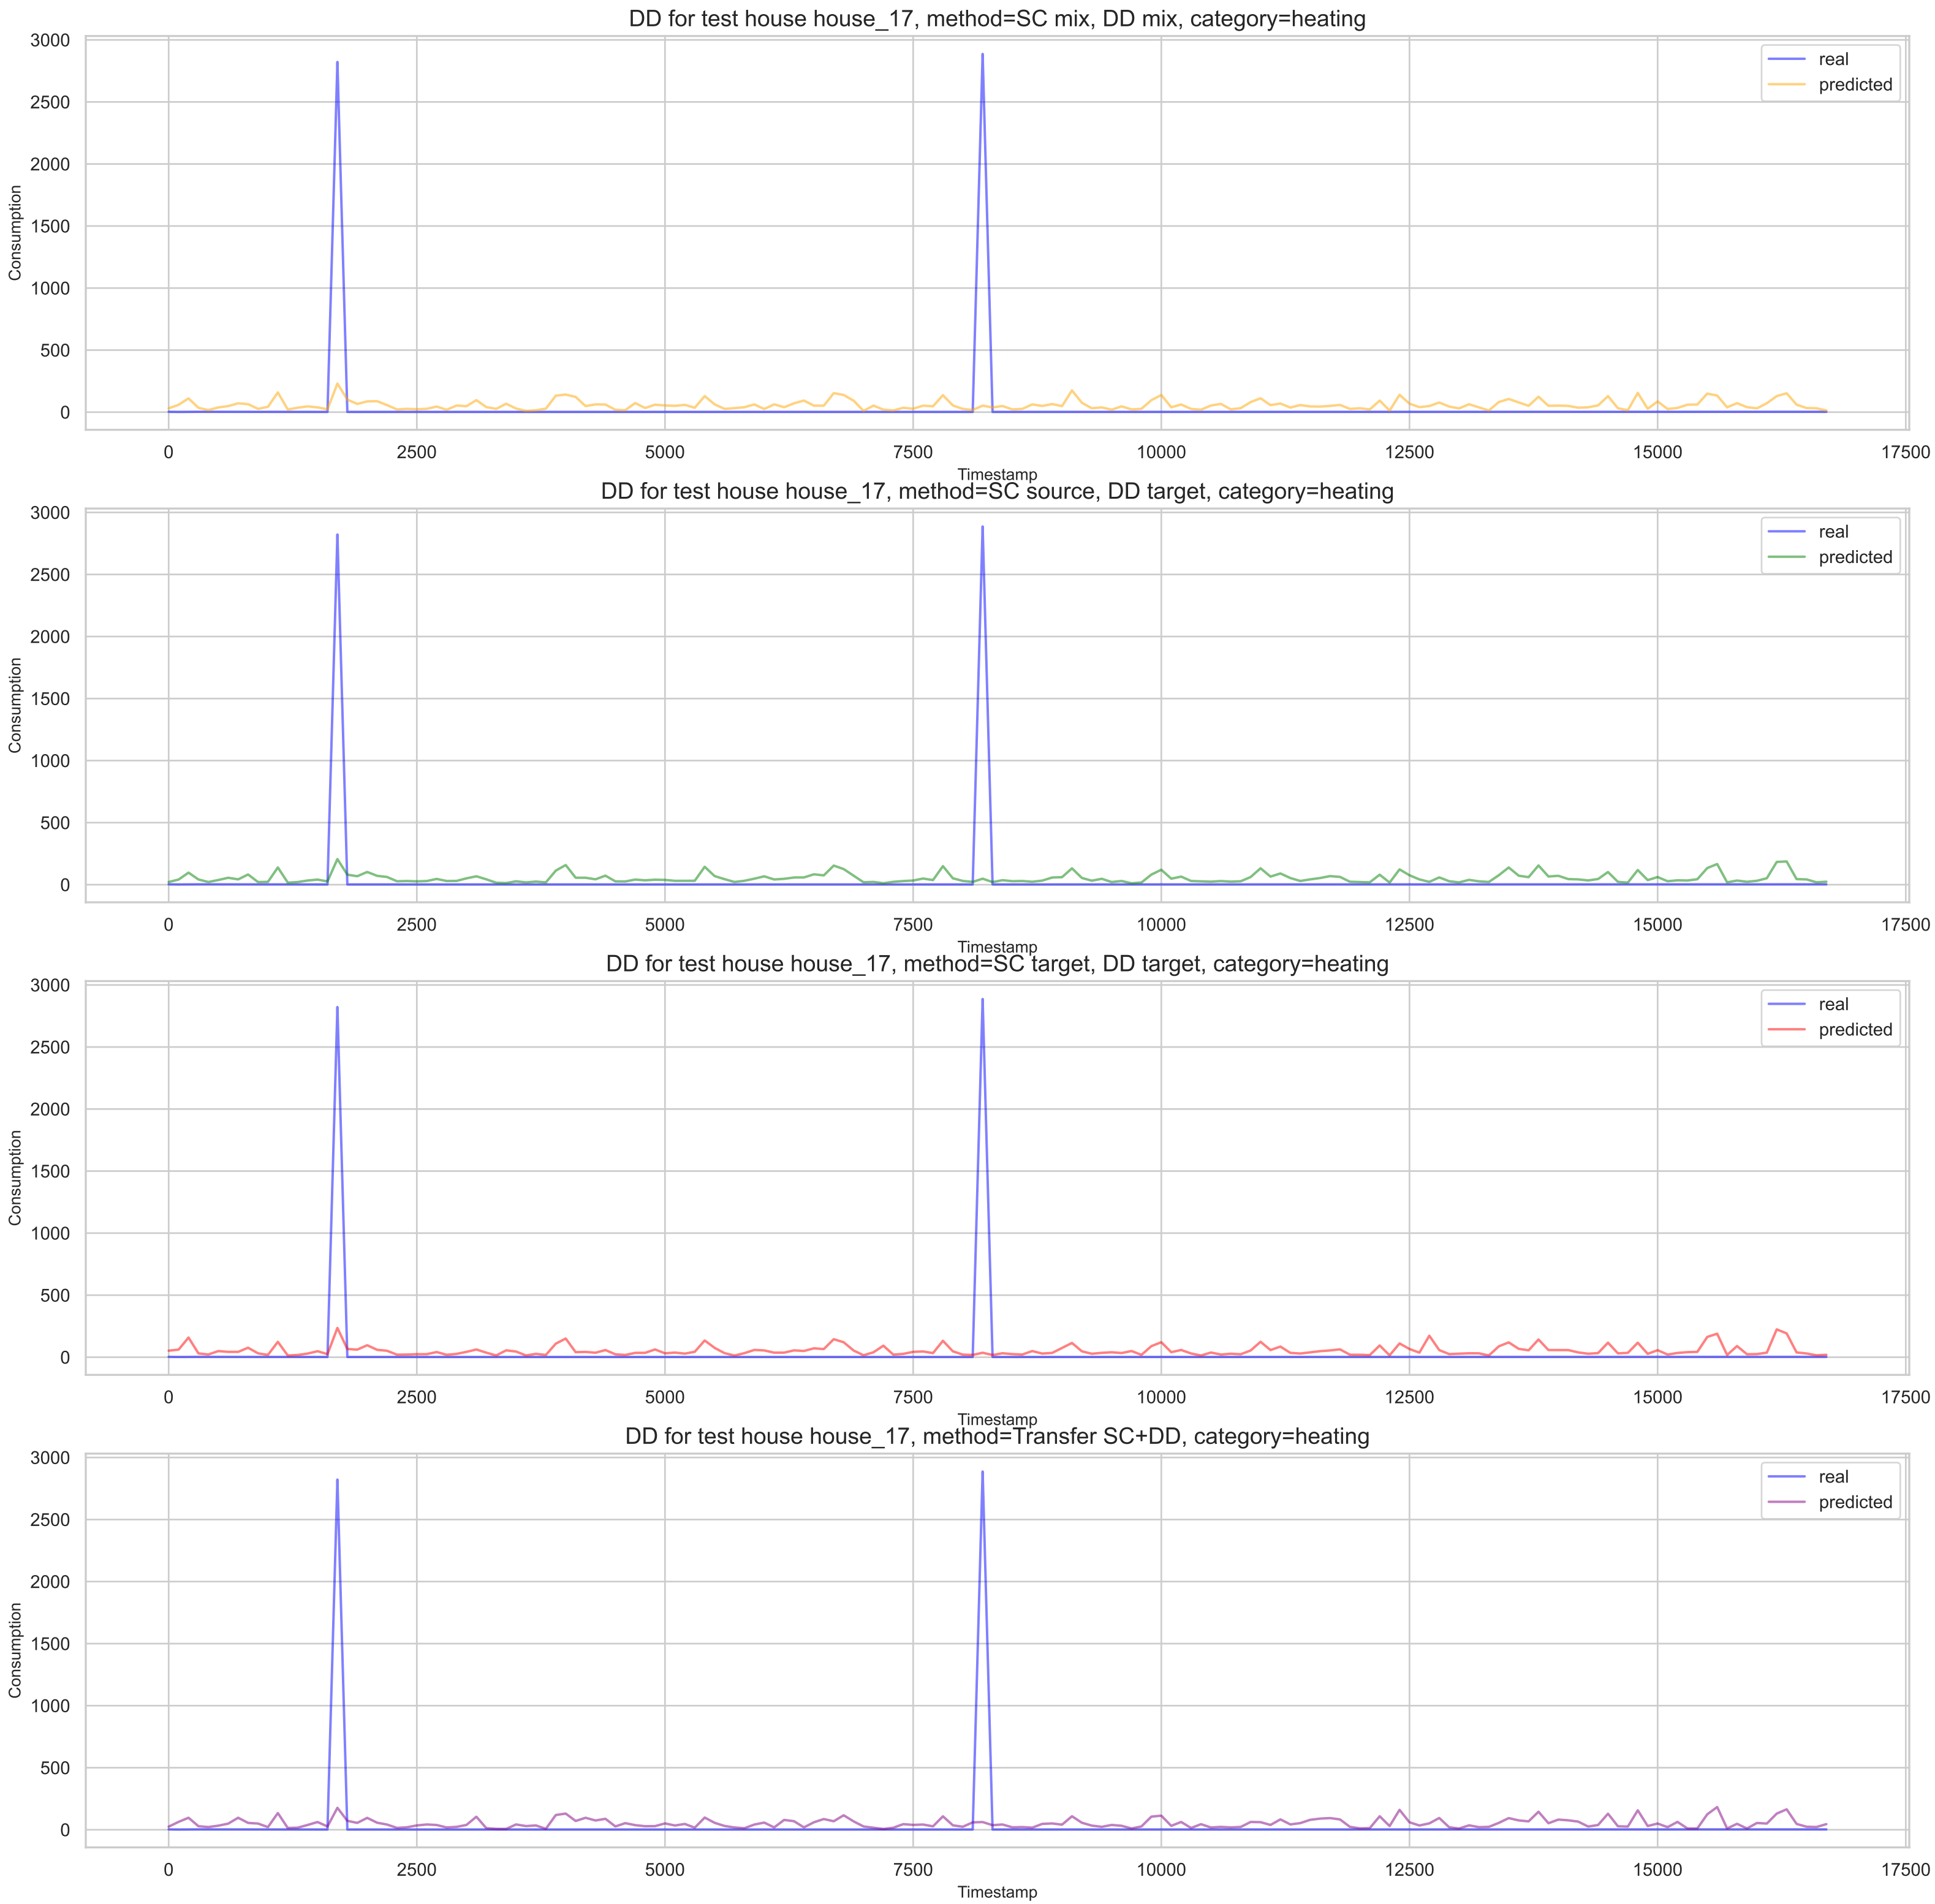 DD for test house house_17, method=SC mix, DD mix, category=heating
3000
2500
2000
1500
1000
500
0
Consumption
real
predicted
0 2500 5000 7500 10000 12500 15000 17500
Timestamp
DD for test house house_17, method=SC source, DD target, category=heating
3000
2500
2000
1500
1000
500
0
Consumption
real
predicted
0 2500 5000 7500 10000 12500 15000 17500
Timestamp
DD for test house house_17, method=SC target, DD target, category=heating
3000
2500
2000
1500
1000
500
0
Consumption
real
predicted
0 2500 5000 7500 10000 12500 15000 17500
Timestamp
DD for test house house_17, method=Transfer SC+DD, category=heating
3000
2500
2000
1500
1000
500
0
Consumption
real
predicted
0 2500 5000 7500 10000 12500 15000 17500
Timestamp